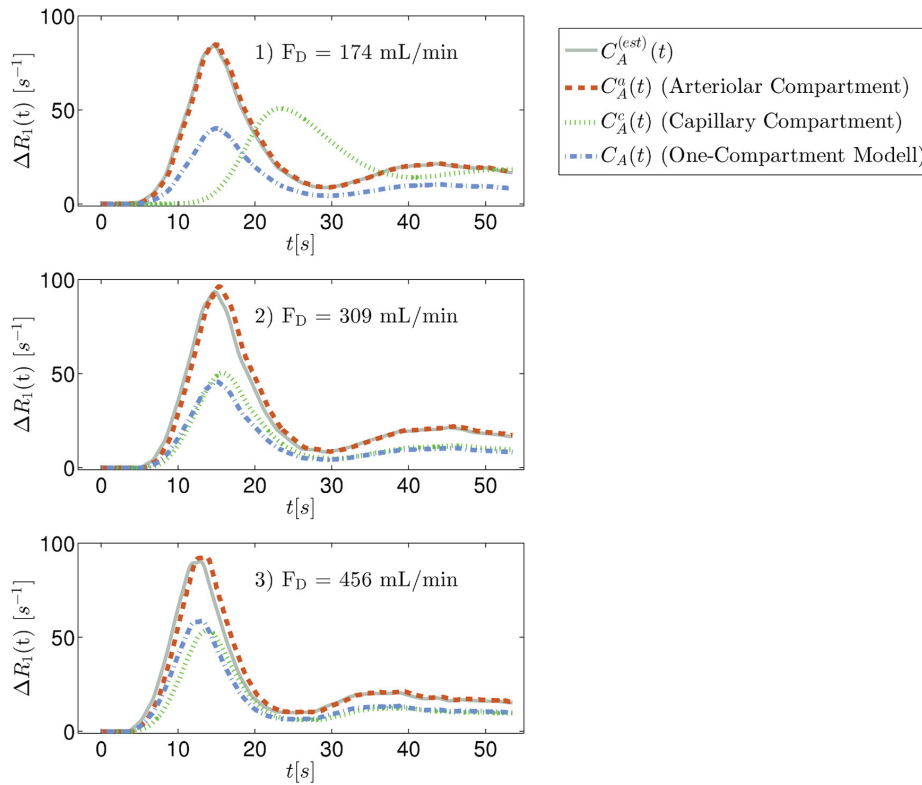 100
50
0
ΔR₁(t) [s⁻¹]
1) F_D = 174 mL/min
0 10 20 30 40 50
t[s]
C_A^(est)(t)
C_A^a(t) (Arteriolar Compartment)
C_A^c(t) (Capillary Compartment)
C_A(t) (One-Compartment Modell)
100
50
0
ΔR₁(t) [s⁻¹]
2) F_D = 309 mL/min
0 10 20 30 40 50
t[s]
100
50
0
ΔR₁(t) [s⁻¹]
3) F_D = 456 mL/min
0 10 20 30 40 50
t[s]